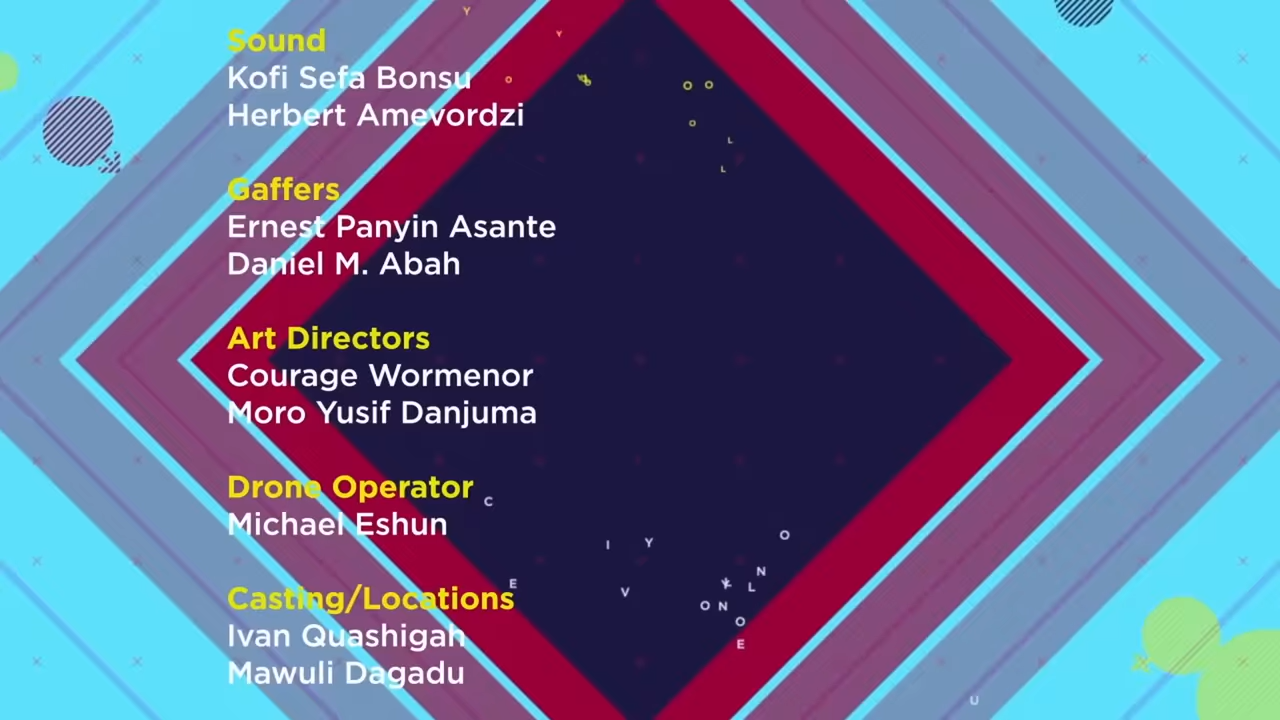 Sound
Kofi Sefa Bonsu
Herbert Amevordzi
Gaffers
Ernest Panyin Asante
Daniel M. Abah
Art Directors
Courage Wormenor
Moro Yusif Danjuma
Drone Operator
Michael Eshun
Casting/Locations
Ivan Quashigah
Mawuli Dagadu